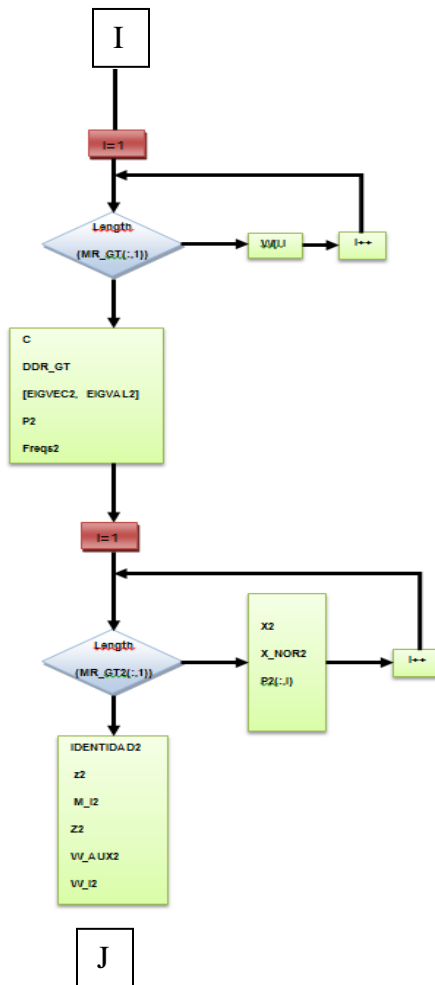 I
I= 1
Length
(MR_GT(:,1))
I++
C
DDR_GT
[EIGVEC2, EIGVAL2]
P2
Freqs2
I= 1
Length
(MR_GT2(:,1))
X2
X_NOR2
P2(:,I)
I++
IDENTIDAD2
z2
M_I2
Z2
W_AUX2
W_I2
J